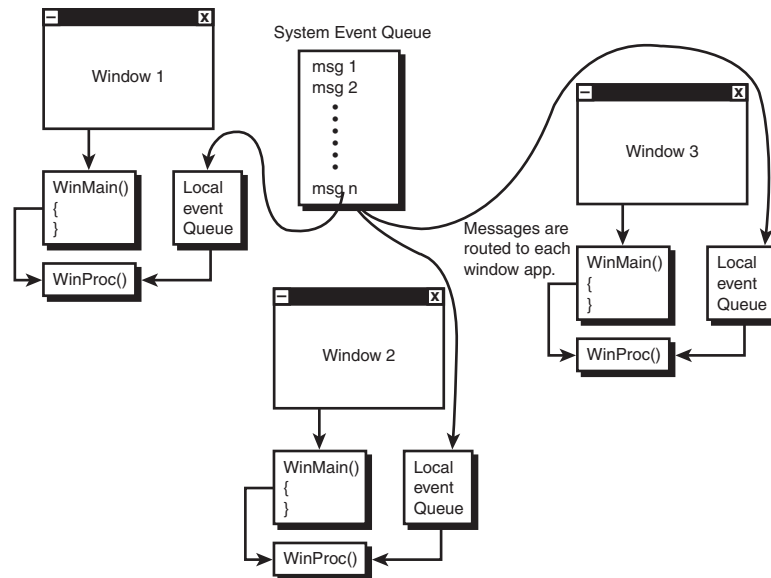 System Event Queue
msg 1
msg 2
msg n
Window 1
WinMain()
{
}
Local
event
Queue
WinProc()
Messages are
routed to each
window app.
Window 2
WinMain()
{
}
Local
event
Queue
WinProc()
Window 3
WinMain()
{
}
Local
event
Queue
WinProc()